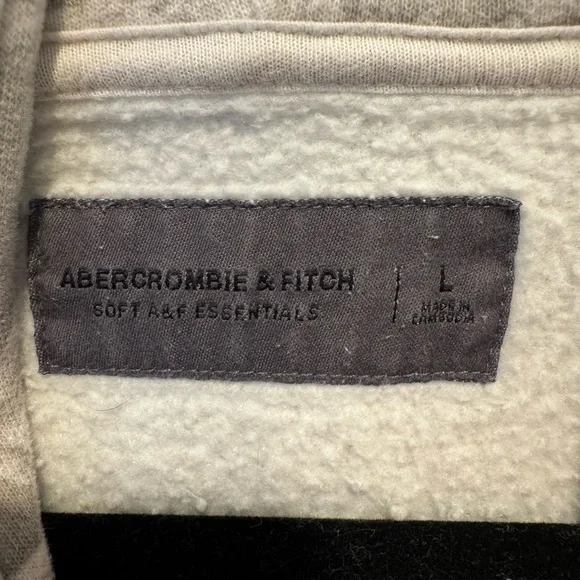 ABERCROMBIE & FITCH
SOFT A&F ESSENTIALS
L
MADE IN
CAMBODIA